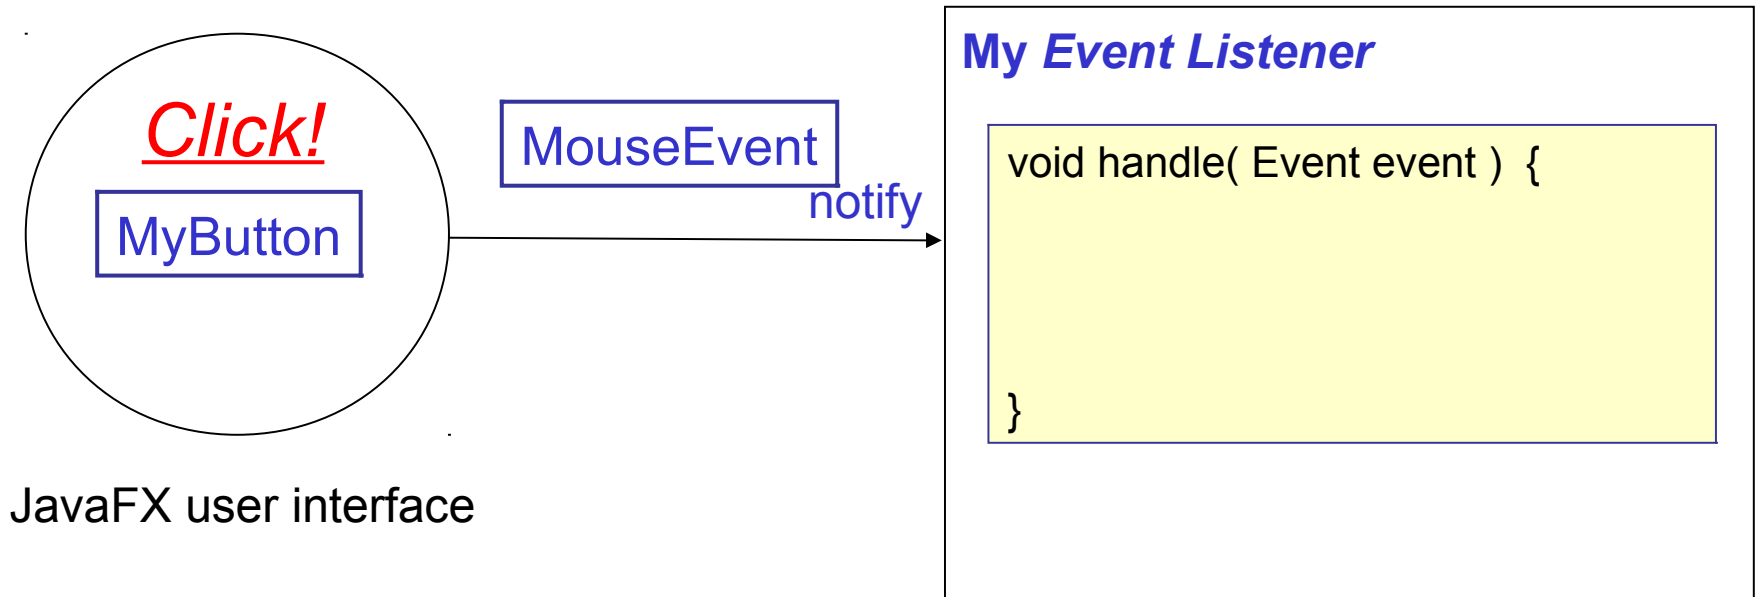 Click!
MyButton
MouseEvent
notify
My Event Listener
void handle( Event event ) {
}
JavaFX user interface